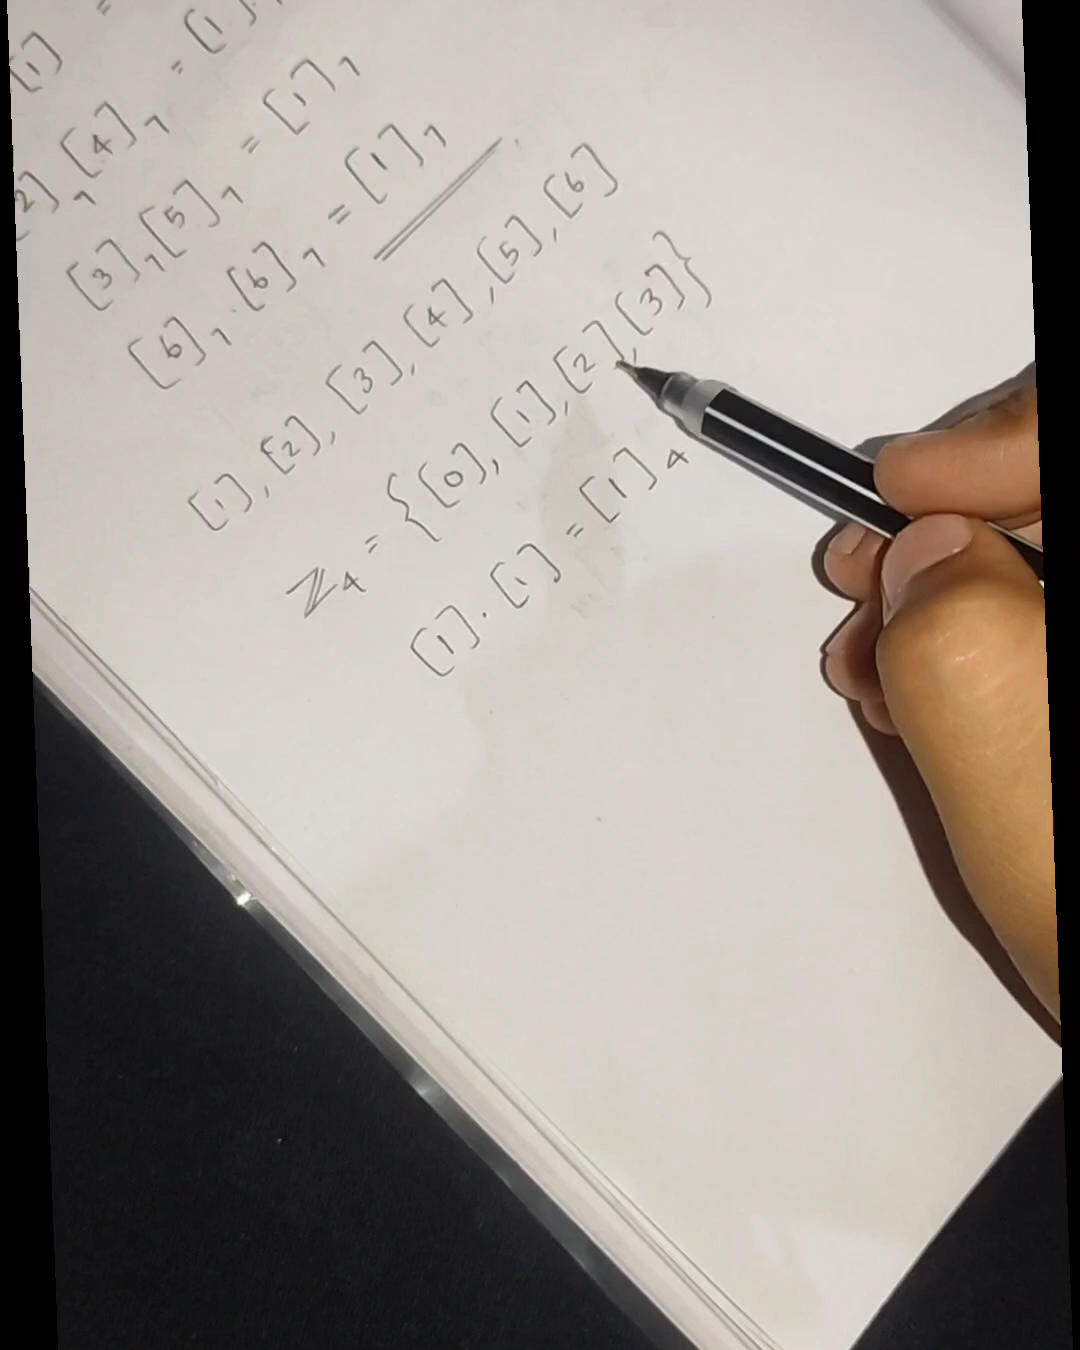 [1] =
[2]₇[4]₇ = [1]
[3]₇[5]₇ = [1]₇
[6]₇·[6]₇ = [1]₇
[1],[2],[3],[4],[5],[6]
ℤ₄ = {[0],[1],[2],[3]}
[1]·[1] = [1]₄